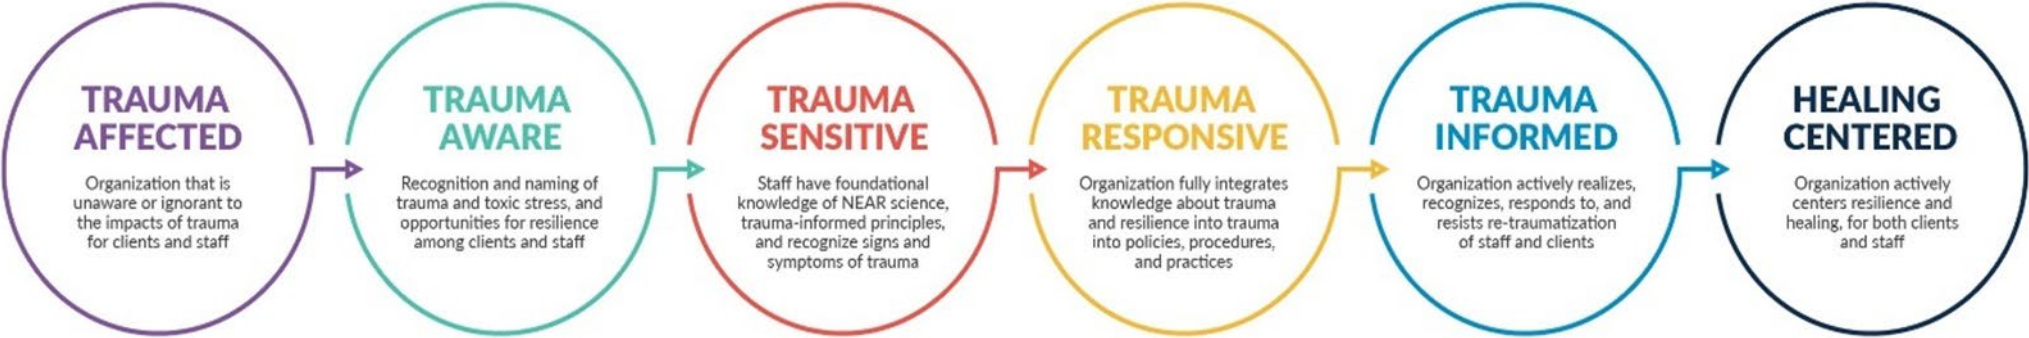 TRAUMA
AFFECTED
Organization that is
unaware or ignorant to
the impacts of trauma
for clients and staff
TRAUMA
AWARE
Recognition and naming of
trauma and toxic stress, and
opportunities for resilience
among clients and staff
TRAUMA
SENSITIVE
Staff have foundational
knowledge of NEAR science,
trauma-informed principles,
and recognize signs and
symptoms of trauma
TRAUMA
RESPONSIVE
Organization fully integrates
knowledge about trauma
and resilience into trauma
into policies, procedures,
and practices
TRAUMA
INFORMED
Organization actively realizes,
recognizes, responds to, and
resists re-traumatization
of staff and clients
HEALING
CENTERED
Organization actively
centers resilience and
healing, for both clients
and staff